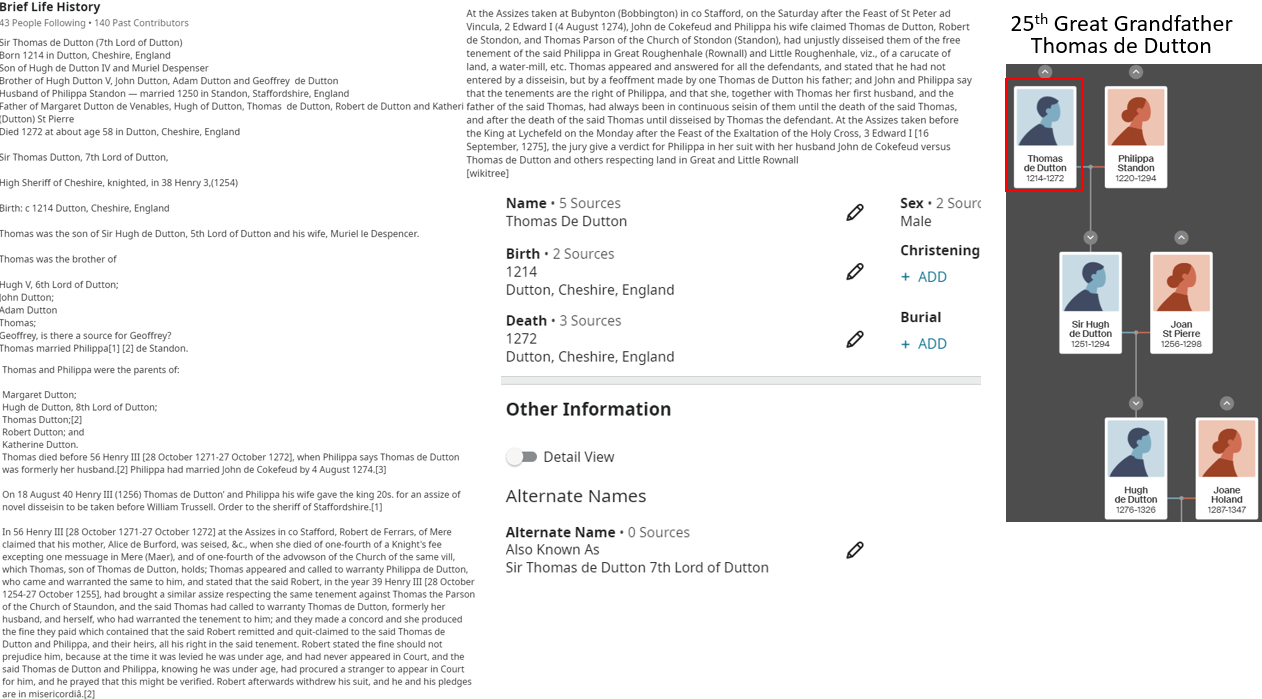 Brief Life History
43 People Following • 140 Past Contributors
Sir Thomas de Dutton (7th Lord of Dutton)
Born 1214 in Dutton, Cheshire, England
Son of Hugh de Dutton IV and Muriel Despenser
Brother of Hugh Dutton V, John Dutton, Adam Dutton and Geoffrey de Dutton
Husband of Philippa Standon — married 1250 in Standon, Staffordshire, England
Father of Margaret Dutton de Venables, Hugh of Dutton, Thomas de Dutton, Robert de Dutton and Katheri
(Dutton) St Pierre
Died 1272 at about age 58 in Dutton, Cheshire, England
Sir Thomas Dutton, 7th Lord of Dutton,
High Sheriff of Cheshire, knighted, in 38 Henry 3,(1254)
Birth: c 1214 Dutton, Cheshire, England
Thomas was the son of Sir Hugh de Dutton, 5th Lord of Dutton and his wife, Muriel le Despencer.
Thomas was the brother of
Hugh V, 6th Lord of Dutton;
John Dutton;
Adam Dutton
Thomas;
Geoffrey, is there a source for Geoffrey?
Thomas married Philippa[1] [2] de Standon.
Thomas and Philippa were the parents of:
Margaret Dutton;
Hugh de Dutton, 8th Lord of Dutton;
Thomas Dutton;[2]
Robert Dutton; and
Katherine Dutton.
Thomas died before 56 Henry III [28 October 1271-27 October 1272], when Philippa says Thomas de Dutton
was formerly her husband.[2] Philippa had married John de Cokefeud by 4 August 1274.[3]
On 18 August 40 Henry III (1256) Thomas de Dutton' and Philippa his wife gave the king 20s. for an assize of
novel disseisin to be taken before William Trussell. Order to the sheriff of Staffordshire.[1]
In 56 Henry III [28 October 1271-27 October 1272] at the Assizes in co Stafford, Robert de Ferrars, of Mere
claimed that his mother, Alice de Burford, was seised, &c., when she died of one-fourth of a Knight's fee
excepting one message in Mere (Maer), and of one-fourth of the advowson of the Church of the same vill,
which Thomas, son of Thomas de Dutton, holds; Thomas appeared and called to warranty Philippa de Dutton,
who came and warranted the same to him, and stated that the said Robert, in the year 39 Henry III [28 October
1254-27 October 1255], had brought a similar assize respecting the same tenement against Thomas the Parson
of the Church of Staundon, and the said Thomas had called to warranty Thomas de Dutton, formerly her
husband, and herself, who had warranted the tenement to him; and they made a concord and she produced
the fine they paid which contained that the said Robert remitted and quit-claimed to the said Thomas de
Dutton and Philippa, and their heirs, all his right in the said tenement. Robert stated the fine should not
prejudice him, because at the time it was levied he was under age, and had never appeared in Court, and the
said Thomas de Dutton and Philippa, knowing he was under age, had procured a stranger to appear in Court
for him, and he prayed that this might be verified. Robert afterwards withdrew his suit, and he and his pledges
are in misericordiâ.[2]
At the Assizes taken at Bubynton (Bobbington) in co Stafford, on the Saturday after the Feast of St Peter ad
Vincula, 2 Edward I (4 August 1274), John de Cokefeud and Philippa his wife claimed Thomas Dutton, Robert
de Stondon, and Thomas Parson of the Church of Stondon (Standon), had unjustly disseised them of the free
tenement of the said Philippa in Great Roughenhale (Rownall) and Little Roughenhale, viz., of a carucate of
land, a water-mill, etc. Thomas appeared and answered for all the defendants, and stated that he had not
entered by a disseisin, but by a feoffment made by one Thomas de Dutton his father; and John and Philippa say
that the tenements are the right of Philippa, and that she, together with Thomas her first husband, and the
father of the said Thomas, had always been in continuous seisin of them until the death of the said Thomas,
and after the death of the said Thomas until disseised by Thomas the defendant. At the Assizes taken before
the King at Lychefeld on the Monday after the Feast of the Exaltation of the Holy Cross, 3 Edward I [16
September, 1275], the jury give a verdict for Philippa in her suit with her husband John de Cokefeud versus
Thomas de Dutton and others respecting land in Great and Little Rownall
[wikitree]
Name • 5 Sources
Thomas De Dutton
Sex • 2 Sourc
Male
Birth • 2 Sources
1214
Dutton, Cheshire, England
Christening
+ ADD
Death • 3 Sources
1272
Dutton, Cheshire, England
Burial
+ ADD
Other Information
Detail View
Alternate Names
Alternate Name • 0 Sources
Also Known As
Sir Thomas de Dutton 7th Lord of Dutton
25th Great Grandfather
Thomas de Dutton
Thomas
de Dutton
1214-1272
Philippa
Standon
1220-1294
Sir Hugh
de Dutton
1251-1294
Joan
St Pierre
1256-1298
Hugh
de Dutton
1276-1326
Joane
Holand
1287-1347